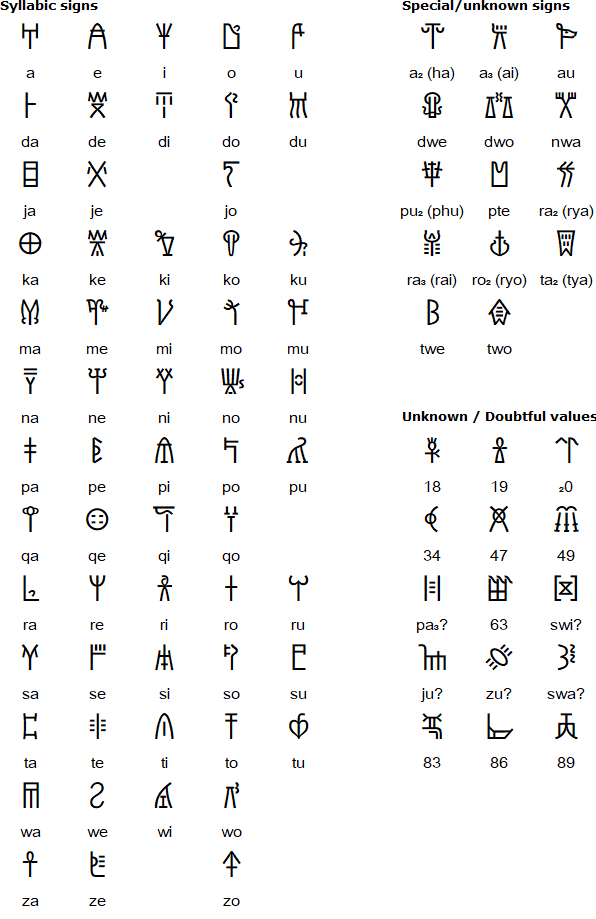 Syllabic signs
𐀀 𐀁 𐀂 𐀃 𐀄
a e i o u
𐀅 𐀆 𐀇 𐀈 𐀉
da de di do du
𐀊 𐀋 𐀍
ja je jo
𐀏 𐀐 𐀑 𐀒 𐀓
ka ke ki ko ku
𐀔 𐀕 𐀖 𐀗 𐀘
ma me mi mo mu
𐀙 𐀚 𐀛 𐀜 𐀝
na ne ni no nu
𐀞 𐀟 𐀠 𐀡 𐀢
pa pe pi po pu
𐀣 𐀤 𐀥 𐀦
qa qe qi qo
𐀨 𐀩 𐀪 𐀫 𐀬
ra re ri ro ru
𐀭 𐀮 𐀯 𐀰 𐀱
sa se si so su
𐀲 𐀳 𐀴 𐀵 𐀶
ta te ti to tu
𐀷 𐀸 𐀹 𐀺
wa we wi wo
𐀼 𐀽 𐀿
za ze zo
Special/unknown signs
𐁀 𐁁 𐁂
a₂ (ha) a₃ (ai) au
𐁃 𐁄 𐁅
dwe dwo nwa
𐁆 𐁇 𐁈
pu₂ (phu) pte ra₂ (rya)
𐁉 𐁊 𐁋
ra₃ (rai) ro₂ (ryo) ta₂ (tya)
𐁌 𐁍
twe two
Unknown / Doubtful values
𐁐 𐁑 𐁒
18 19 ₂0
𐁓 𐁔 𐁕
34 47 49
𐁖 𐁗 𐁘
pa₃? 63 swi?
𐀎 𐁙 𐁚
ju? zu? swa?
𐁛 𐁜 𐁝
83 86 89